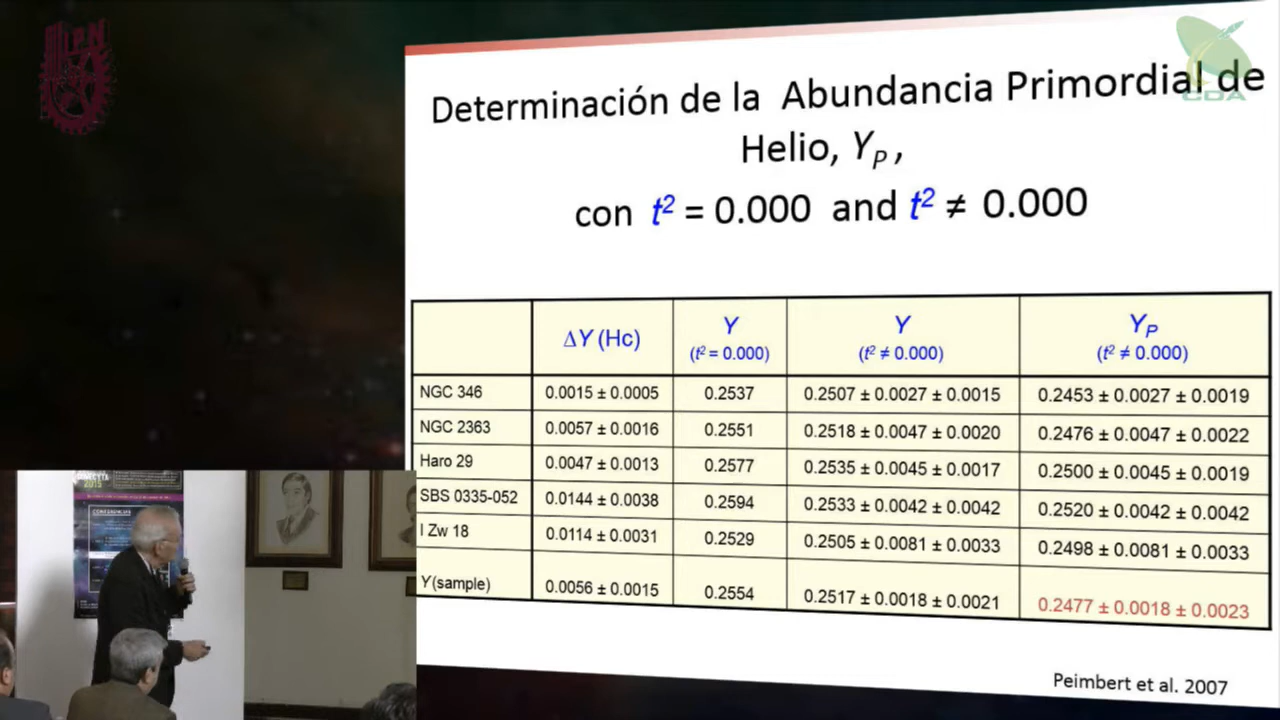 IPN
CDA
Determinación de la Abundancia Primordial de
Helio, Y_P ,
con t² = 0.000 and t² ≠ 0.000
ΔY (Hc) Y Y Y_P
(t² = 0.000) (t² ≠ 0.000) (t² ≠ 0.000)
NGC 346 0.0015 ± 0.0005 0.2537 0.2507 ± 0.0027 ± 0.0015 0.2453 ± 0.0027 ± 0.0019
NGC 2363 0.0057 ± 0.0016 0.2551 0.2518 ± 0.0047 ± 0.0020 0.2476 ± 0.0047 ± 0.0022
Haro 29 0.0047 ± 0.0013 0.2577 0.2535 ± 0.0045 ± 0.0017 0.2500 ± 0.0045 ± 0.0019
SBS 0335-052 0.0144 ± 0.0038 0.2594 0.2533 ± 0.0042 ± 0.0042 0.2520 ± 0.0042 ± 0.0042
I Zw 18 0.0114 ± 0.0031 0.2529 0.2505 ± 0.0081 ± 0.0033 0.2498 ± 0.0081 ± 0.0033
Y(sample) 0.0056 ± 0.0015 0.2554 0.2517 ± 0.0018 ± 0.0021 0.2477 ± 0.0018 ± 0.0023
Peimbert et al. 2007
2015